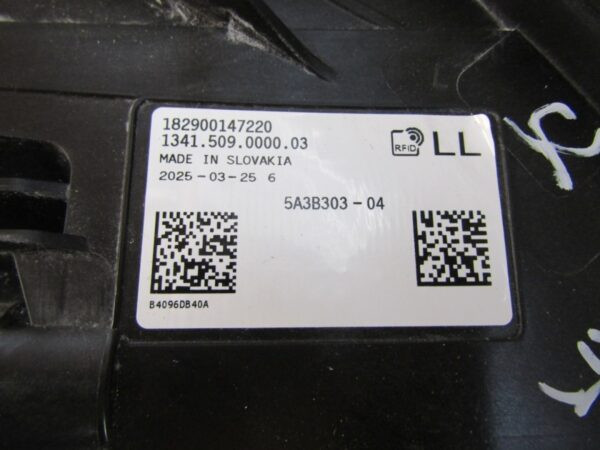 182900147220
1341.509.0000.03
MADE IN SLOVAKIA
2025-03-25 6
RFID
LL
5A3B303-04
B4096DB40A